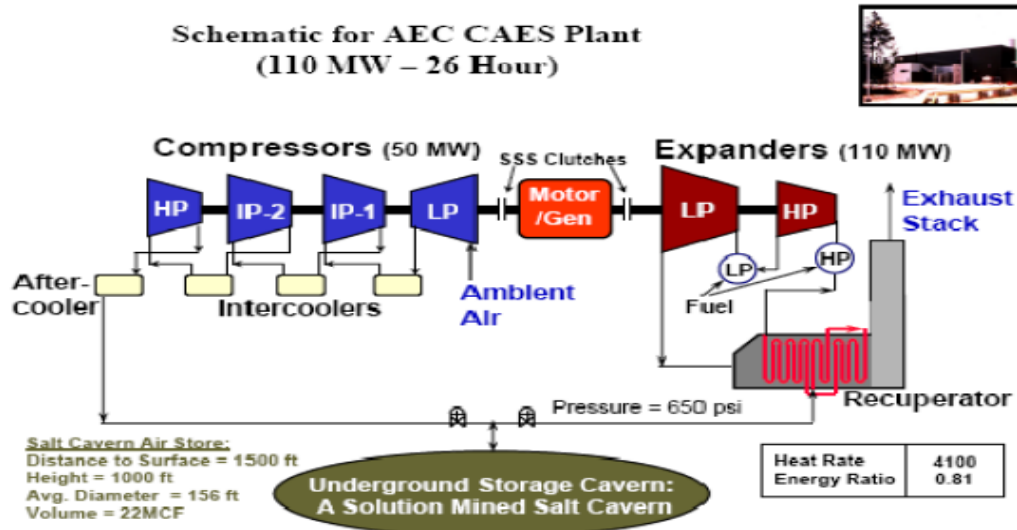 Schematic for AEC CAES Plant
(110 MW – 26 Hour)
Compressors (50 MW)
SSS Clutches
Expanders (110 MW)
HP
IP-2
IP-1
LP
Motor
/Gen
LP
HP
Exhaust
Stack
LP
HP
Fuel
After-
cooler
Intercoolers
Ambient
Air
Recuperator
Pressure = 650 psi
Salt Cavern Air Store:
Distance to Surface = 1500 ft
Height = 1000 ft
Avg. Diameter = 156 ft
Volume = 22MCF
Underground Storage Cavern:
A Solution Mined Salt Cavern
Heat Rate 4100
Energy Ratio 0.81